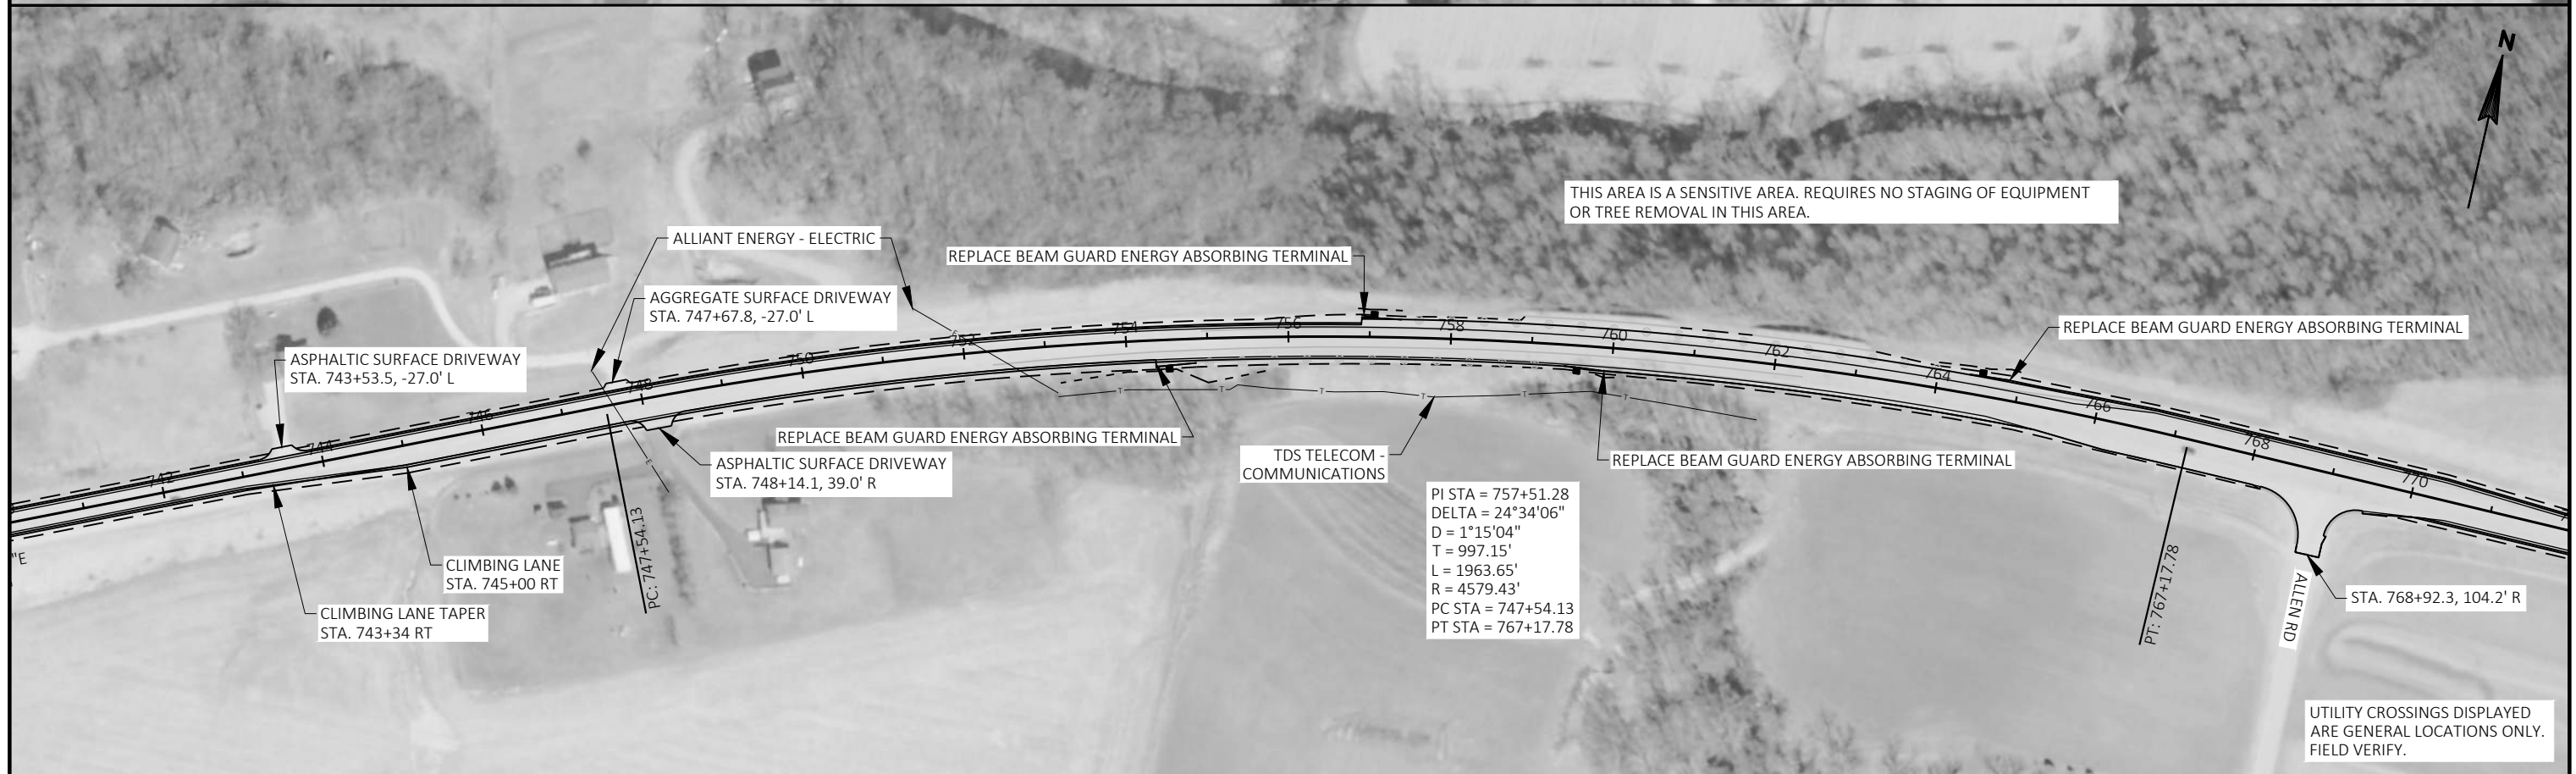 N
THIS AREA IS A SENSITIVE AREA. REQUIRES NO STAGING OF EQUIPMENT
OR TREE REMOVAL IN THIS AREA.
ALLIANT ENERGY - ELECTRIC
REPLACE BEAM GUARD ENERGY ABSORBING TERMINAL
AGGREGATE SURFACE DRIVEWAY
STA. 747+67.8, -27.0' L
REPLACE BEAM GUARD ENERGY ABSORBING TERMINAL
ASPHALTIC SURFACE DRIVEWAY
STA. 743+53.5, -27.0' L
742
744
746
748
750
752
754
756
758
760
762
764
766
768
770
E
E
T
T
T
T
T
T
REPLACE BEAM GUARD ENERGY ABSORBING TERMINAL
ASPHALTIC SURFACE DRIVEWAY
STA. 748+14.1, 39.0' R
TDS TELECOM -
COMMUNICATIONS
REPLACE BEAM GUARD ENERGY ABSORBING TERMINAL
PI STA = 757+51.28
DELTA = 24°34'06"
D = 1°15'04"
T = 997.15'
L = 1963.65'
R = 4579.43'
PC STA = 747+54.13
PT STA = 767+17.78
"E
CLIMBING LANE
STA. 745+00 RT
CLIMBING LANE TAPER
STA. 743+34 RT
PC: 747+54.13
PT: 767+17.78
ALLEN RD
STA. 768+92.3, 104.2' R
UTILITY CROSSINGS DISPLAYED
ARE GENERAL LOCATIONS ONLY.
FIELD VERIFY.